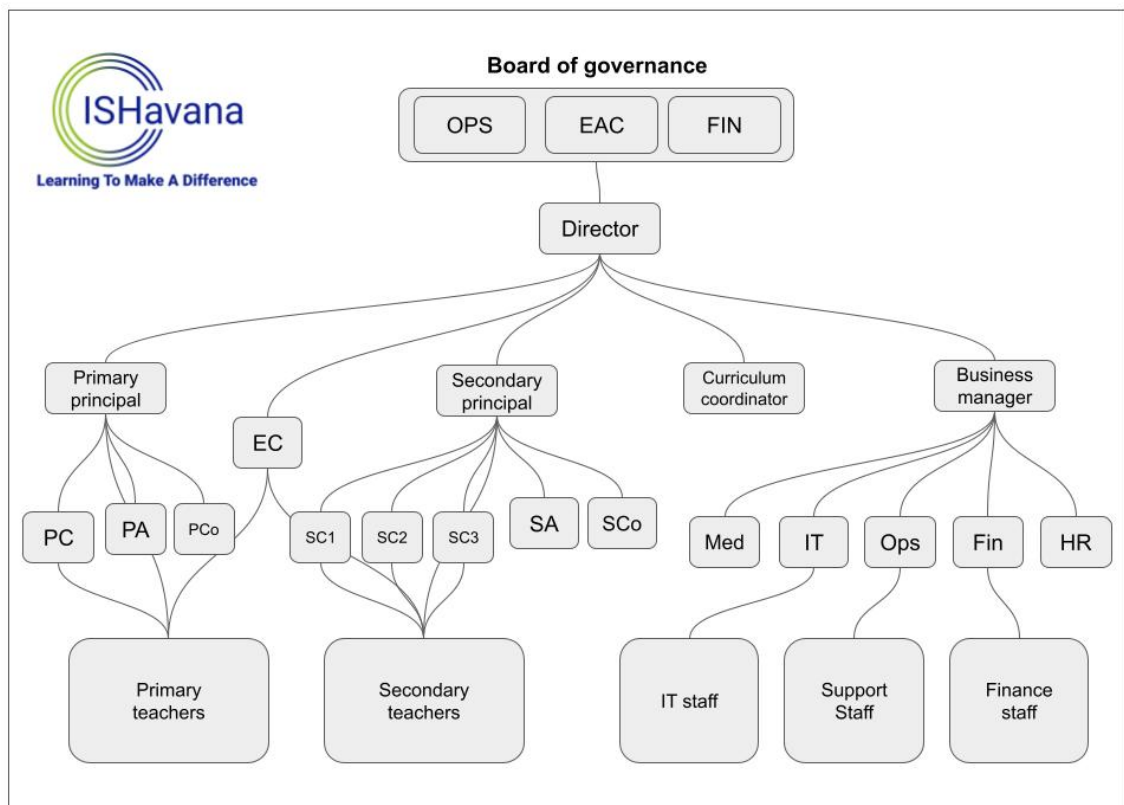 Board of governance
ISHavana
Learning To Make A Difference
OPS
EAC
FIN
Director
Primary
principal
Secondary
principal
Curriculum
coordinator
Business
manager
EC
PC
PA
PCo
SC1
SC2
SC3
SA
SCo
Med
IT
Ops
Fin
HR
Primary
teachers
Secondary
teachers
IT staff
Support
Staff
Finance
staff